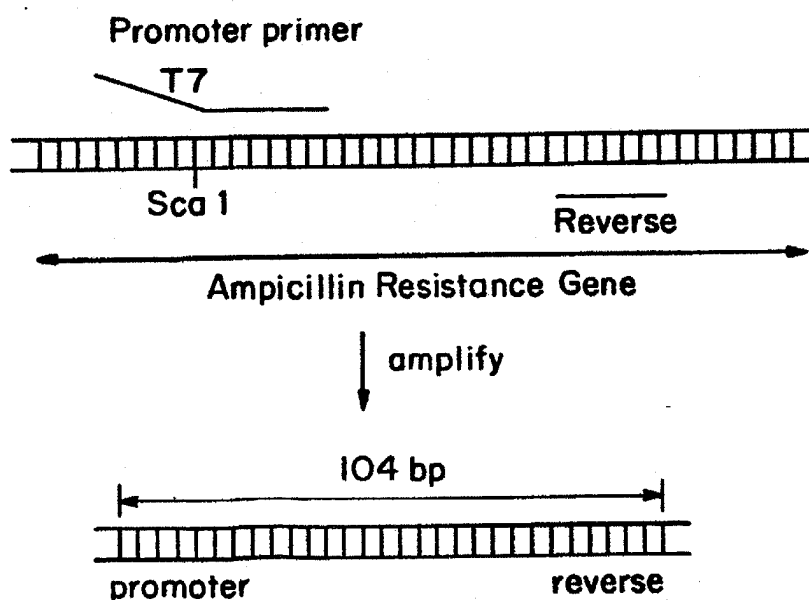 Promoter primer
T7
Sca 1
Reverse
Ampicillin Resistance Gene
amplify
104 bp
promoter
reverse